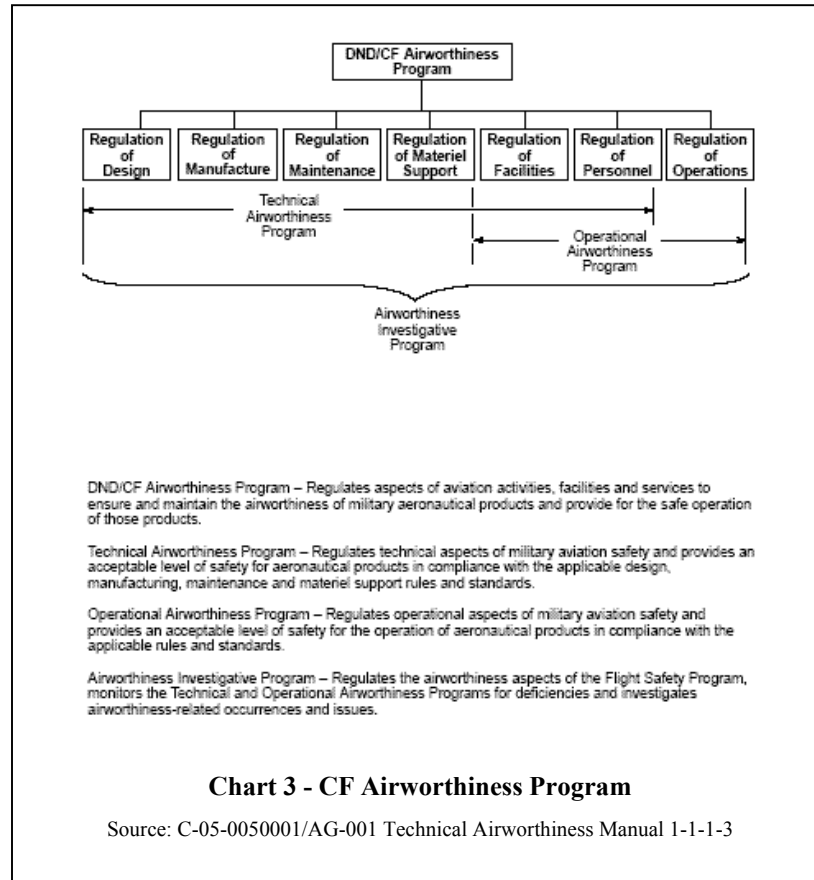 DND/CF Airworthiness
Program
Regulation
of
Design
Regulation
of
Manufacture
Regulation
of
Maintenance
Regulation
of Materiel
Support
Regulation
of
Facilities
Regulation
of
Personnel
Regulation
of
Operations
Technical
Airworthiness
Program
Operational
Airworthiness
Program
Airworthiness
Investigative
Program
DND/CF Airworthiness Program – Regulates aspects of aviation activities, facilities and services to
ensure and maintain the airworthiness of military aeronautical products and provide for the safe operation
of those products.
Technical Airworthiness Program – Regulates technical aspects of military aviation safety and provides an
acceptable level of safety for aeronautical products in compliance with the applicable design,
manufacturing, maintenance and materiel support rules and standards.
Operational Airworthiness Program – Regulates operational aspects of military aviation safety and
provides an acceptable level of safety for the operation of aeronautical products in compliance with the
applicable rules and standards.
Airworthiness Investigative Program – Regulates the airworthiness aspects of the Flight Safety Program,
monitors the Technical and Operational Airworthiness Programs for deficiencies and investigates
airworthiness-related occurrences and issues.
Chart 3 - CF Airworthiness Program
Source: C-05-0050001/AG-001 Technical Airworthiness Manual 1-1-1-3